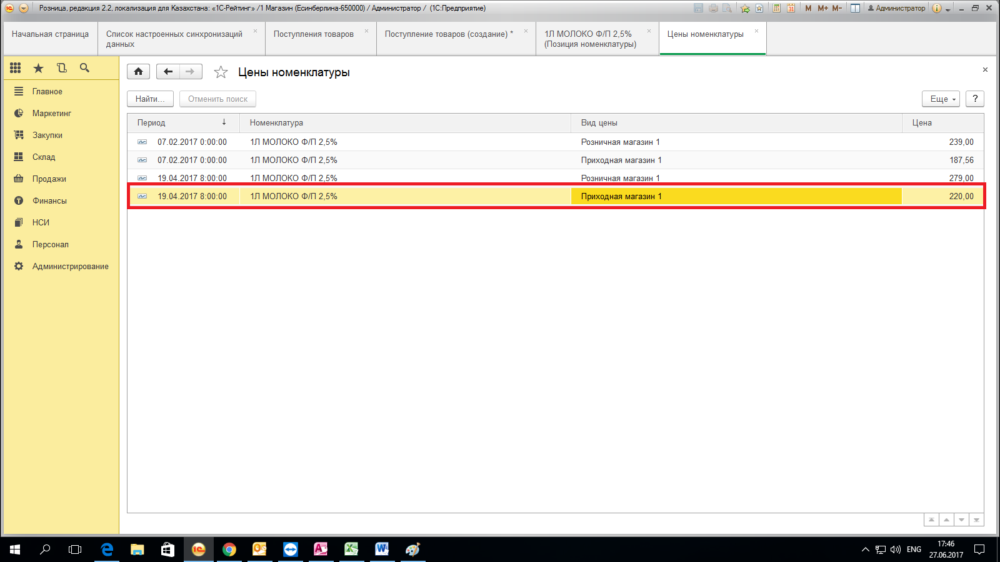 Розница, редакция 2.2, локализация для Казахстана: «1С-Рейтинг» /1 Магазин (Есинберлина-650000) / Администратор / (1С:Предприятие)
31 M M+ M- Администратор
Начальная страница
Список настроенных синхронизаций данных
Поступления товаров
Поступление товаров (создание) *
1Л МОЛОКО Ф/П 2,5% (Позиция номенклатуры)
Цены номенклатуры
Главное
Маркетинг
Закупки
Склад
Продажи
Финансы
НСИ
Персонал
Администрирование
Цены номенклатуры
Найти... Отменить поиск Еще ?
Период Номенклатура Вид цены Цена
07.02.2017 0:00:00 1Л МОЛОКО Ф/П 2,5% Розничная магазин 1 239,00
07.02.2017 0:00:00 1Л МОЛОКО Ф/П 2,5% Приходная магазин 1 187,56
19.04.2017 8:00:00 1Л МОЛОКО Ф/П 2,5% Розничная магазин 1 279,00
19.04.2017 8:00:00 1Л МОЛОКО Ф/П 2,5% Приходная магазин 1 220,00
ENG
17:46
27.06.2017